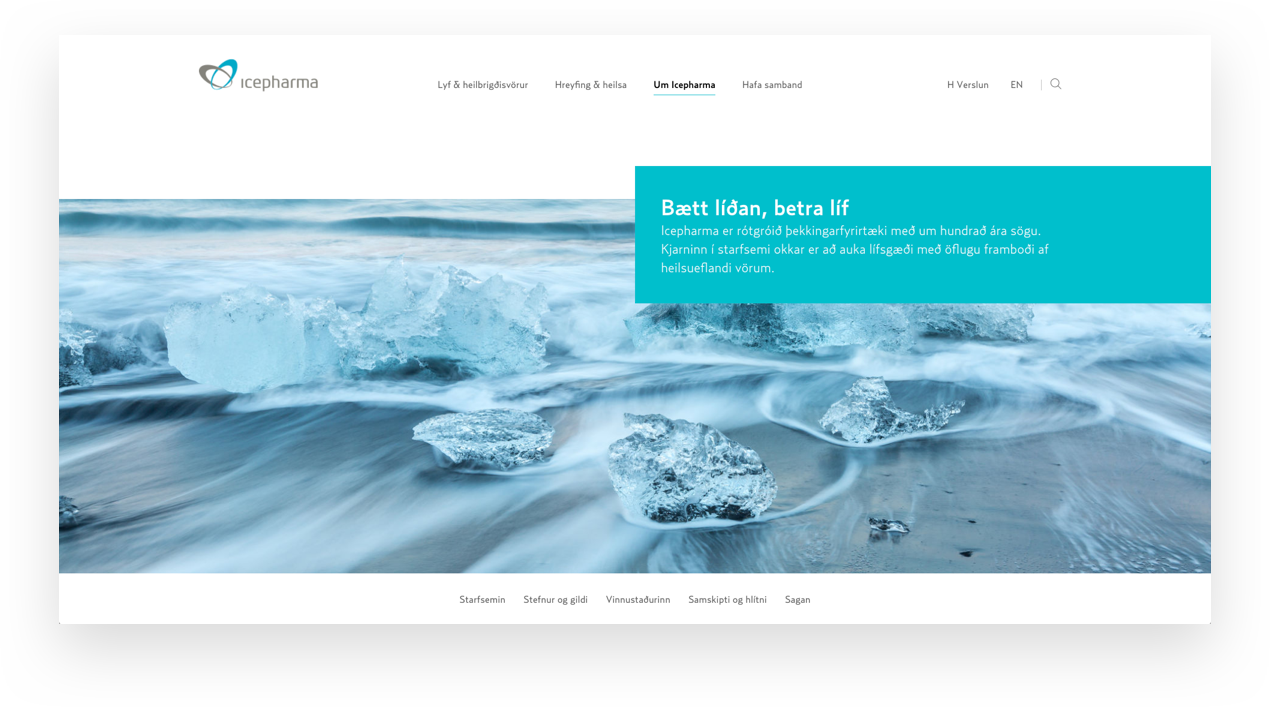 icepharma
Lyf & heilbrigðisvörur
Hreyfing & heilsa
Um Icepharma
Hafa samband
H Verslun
EN
Bætt líðan, betra líf
Icepharma er rótgróið þekkingarfyrirtæki með um hundrað ára sögu.
Kjarninn í starfsemi okkar er að auka lífsgæði með öflugu framboði af
heilsueflandi vörum.
Starfsemin
Stefnur og gildi
Vinnustaðurinn
Samskipti og hlítni
Sagan